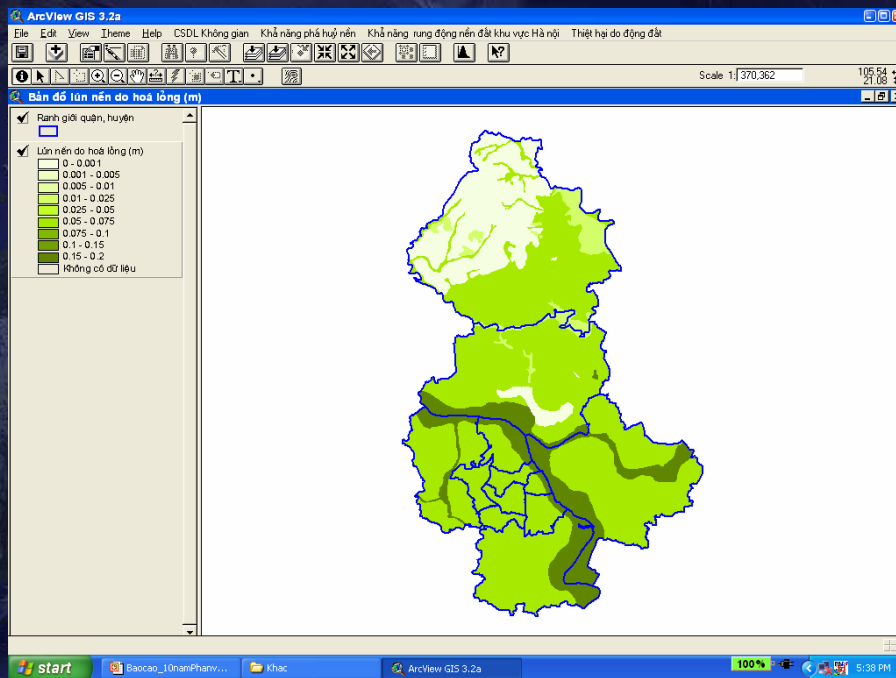 ArcView GIS 3.2a
File Edit View Theme Help CSDL Không gian Khả năng phá huỷ nền Khả năng rung động nền đất khu vực Hà nội Thiệt hại do động đất
Scale 1: 370,362 105.54
21.08
Bản đồ lún nền do hoá lỏng (m)
Ranh giới quận, huyện
Lún nền do hoá lỏng (m)
0 - 0.001
0.001 - 0.005
0.005 - 0.01
0.01 - 0.025
0.025 - 0.05
0.05 - 0.075
0.075 - 0.1
0.1 - 0.15
0.15 - 0.2
Không có dữ liệu
start Baocao_10namPhanv... Khac ArcView GIS 3.2a 100% 5:38 PM